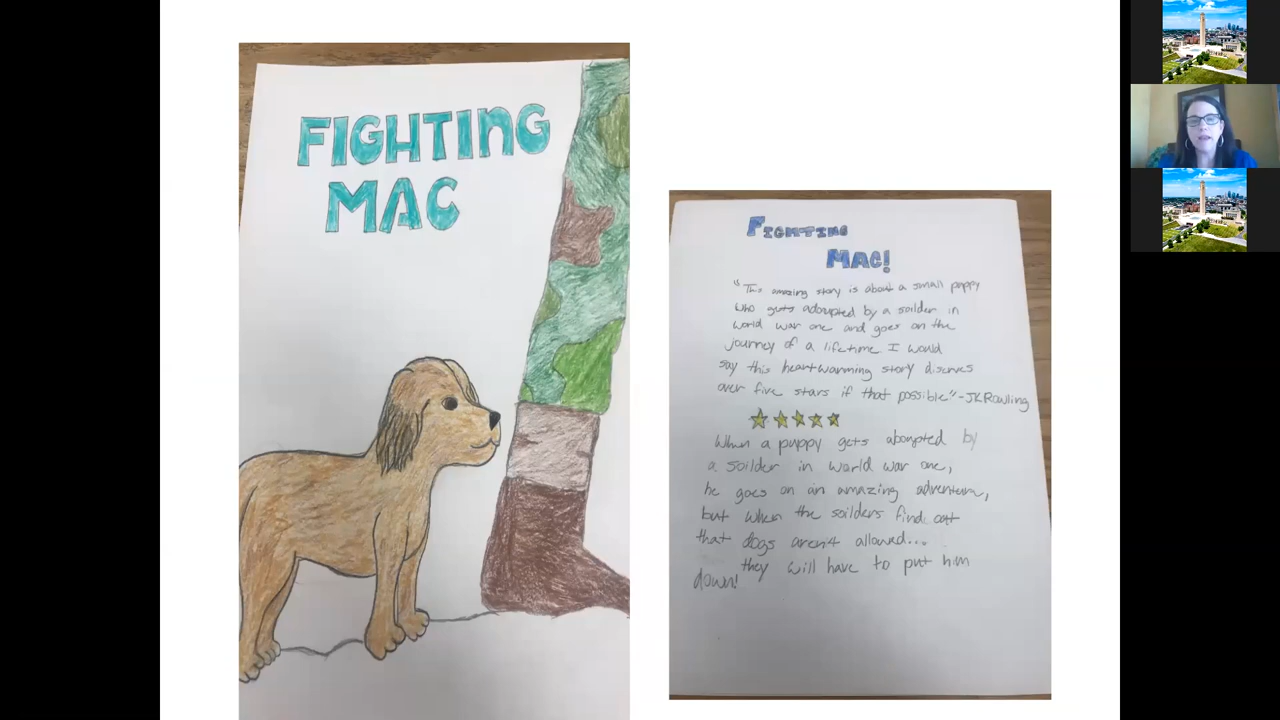 FIGHTING
MAC
FIGHTING
MAC!
"This amazing story is about a small puppy
who gets adoupted by a soilder in
world war one and goes on the
journey of a lifetime. I would
say this heartwarming story diserves
over five stars if that possible" - JK Rowling
When a puppy gets aboupted by
a soilder in world war one,
he goes on an amazing adventure,
but when the soilders find out
that dogs aren't allowed...
they will have to put him
down!